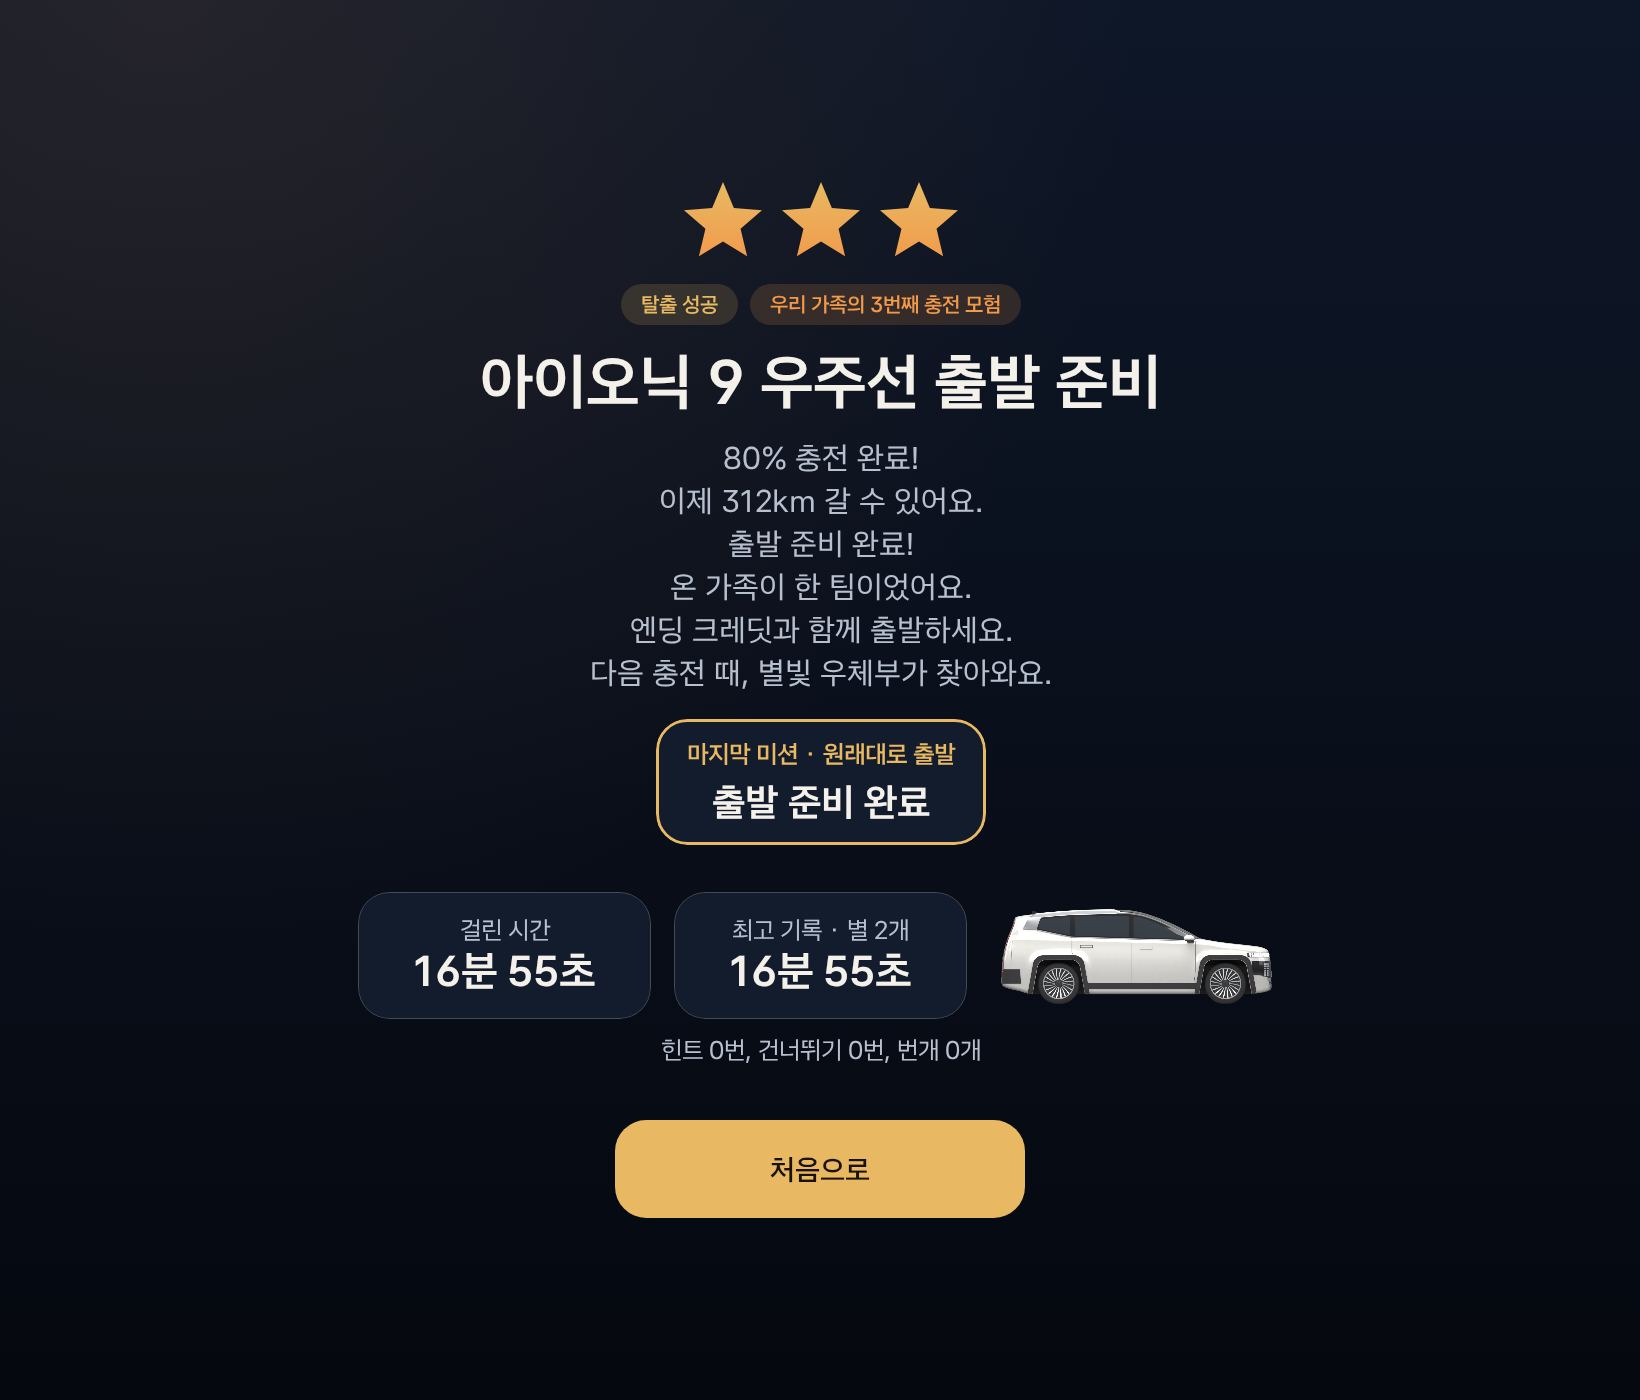 탈출 성공
우리 가족의 3번째 충전 모험
아이오닉 9 우주선 출발 준비
80% 충전 완료!
이제 312km 갈 수 있어요.
출발 준비 완료!
온 가족이 한 팀이었어요.
엔딩 크레딧과 함께 출발하세요.
다음 충전 때, 별빛 우체부가 찾아와요.
마지막 미션 · 원래대로 출발
출발 준비 완료
걸린 시간
16분 55초
최고 기록 · 별 2개
16분 55초
힌트 0번, 건너뛰기 0번, 번개 0개
처음으로